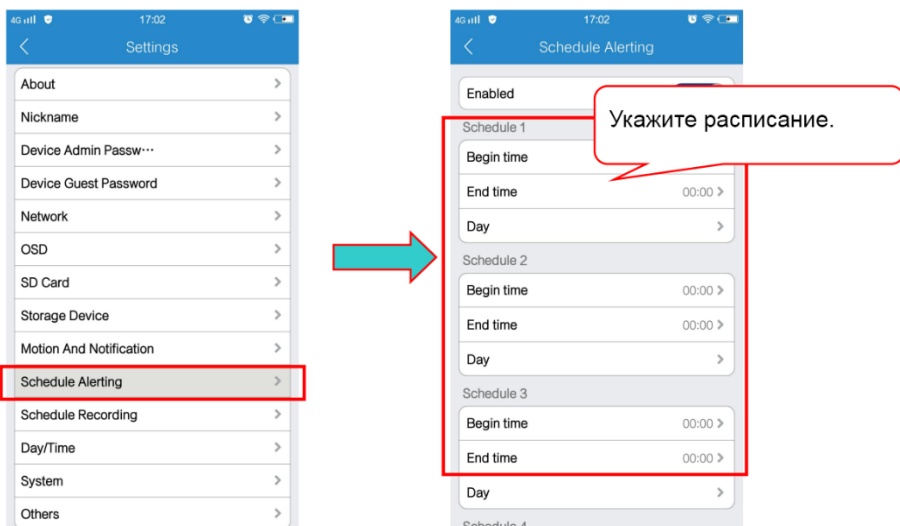 4G 17:02
Settings
About
Nickname
Device Admin Passw···
Device Guest Password
Network
OSD
SD Card
Storage Device
Motion And Notification
Schedule Alerting
Schedule Recording
Day/Time
System
Others
4G 17:02
Schedule Alerting
Enabled
Укажите расписание.
Schedule 1
Begin time
End time 00:00
Day
Schedule 2
Begin time 00:00
End time 00:00
Day
Schedule 3
Begin time 00:00
End time 00:00
Day
Schedule 4